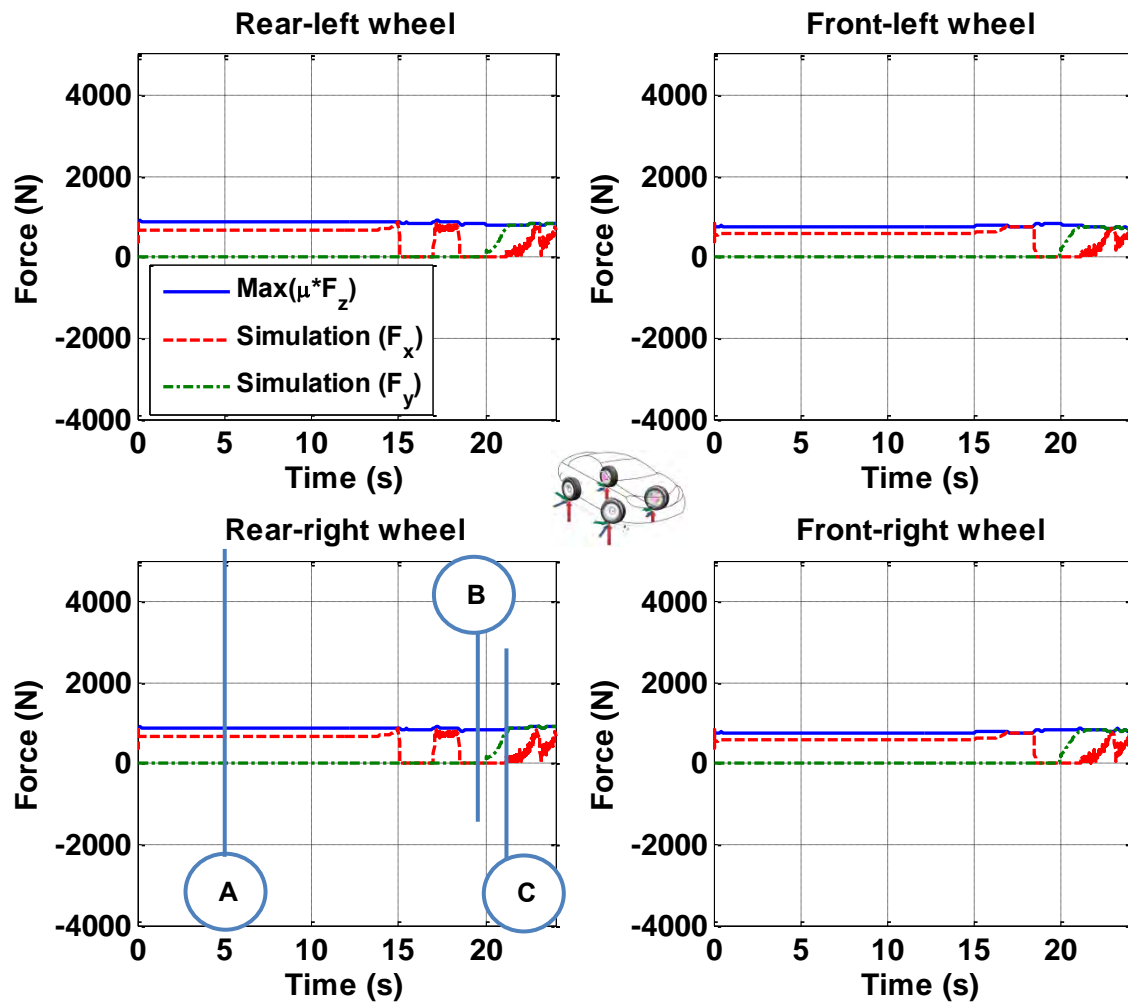 Rear-left wheel
Force (N)
4000
2000
0
-2000
-4000
Max(μ*Fz)
Simulation (Fx)
Simulation (Fy)
0 5 10 15 20
Time (s)
Front-left wheel
Force (N)
4000
2000
0
-2000
-4000
0 5 10 15 20
Time (s)
Rear-right wheel
Force (N)
4000
2000
0
-2000
-4000
B
A
C
0 5 10 15 20
Time (s)
Front-right wheel
Force (N)
4000
2000
0
-2000
-4000
0 5 10 15 20
Time (s)